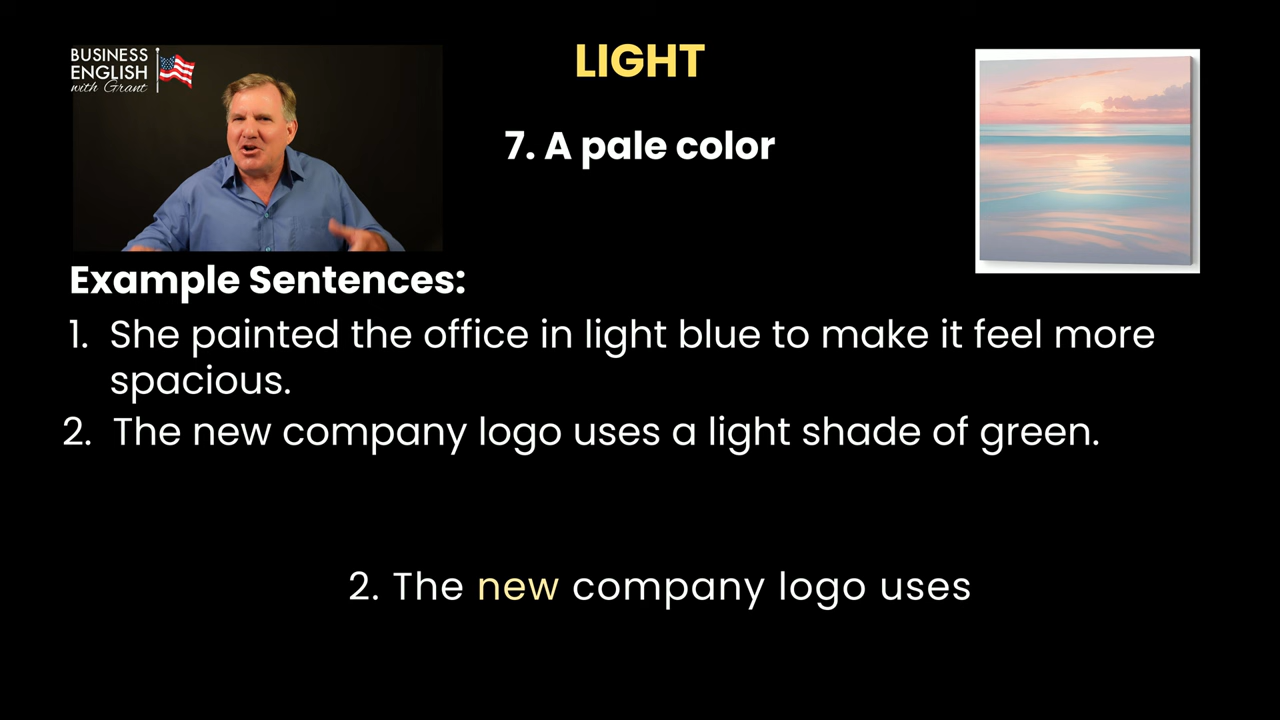 BUSINESS
ENGLISH
with Grant
LIGHT
7. A pale color
Example Sentences:
1. She painted the office in light blue to make it feel more
spacious.
2. The new company logo uses a light shade of green.
2. The new company logo uses